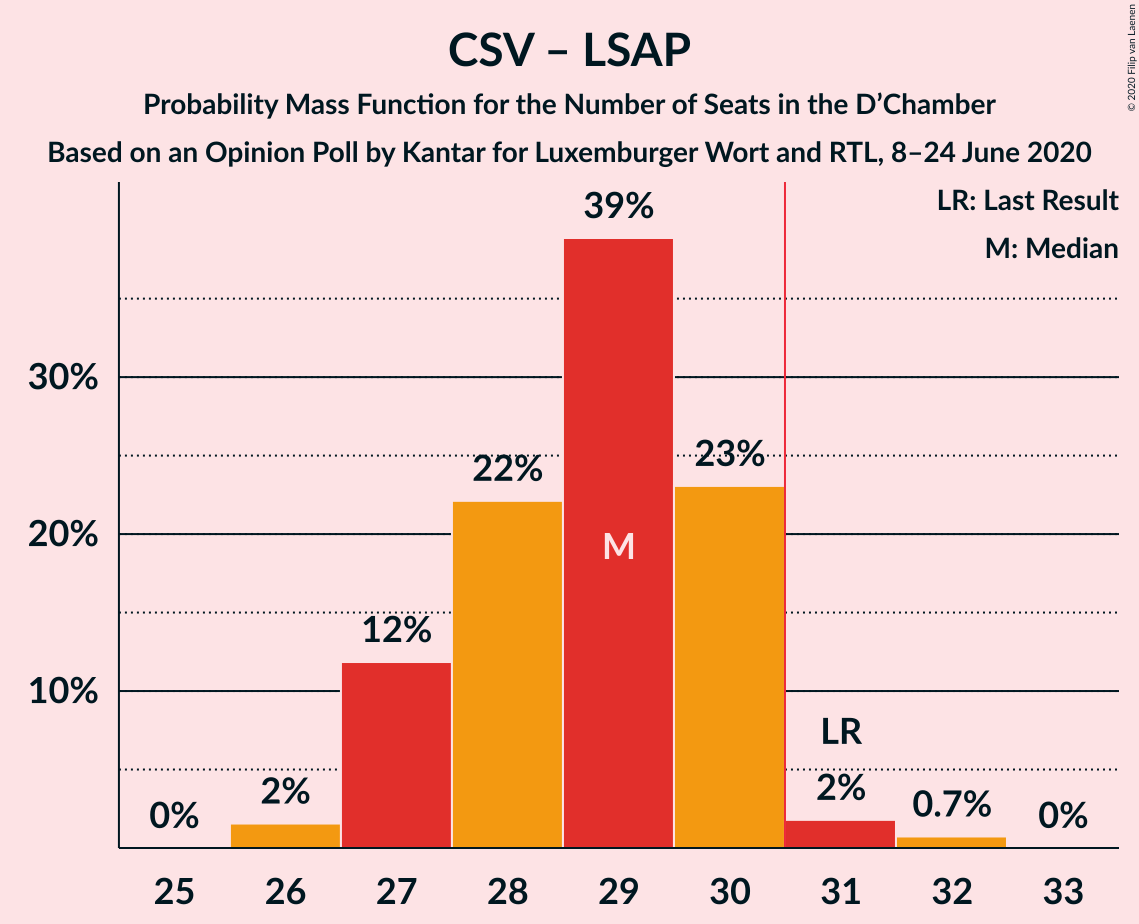 CSV – LSAP
Probability Mass Function for the Number of Seats in the D’Chamber
Based on an Opinion Poll by Kantar for Luxemburger Wort and RTL, 8–24 June 2020
© 2020 Filip van Laenen
LR: Last Result
M: Median
39%
30%
23%
22%
20%
M
12%
10%
LR
2%
2%
0.7%
0%
0%
25 26 27 28 29 30 31 32 33